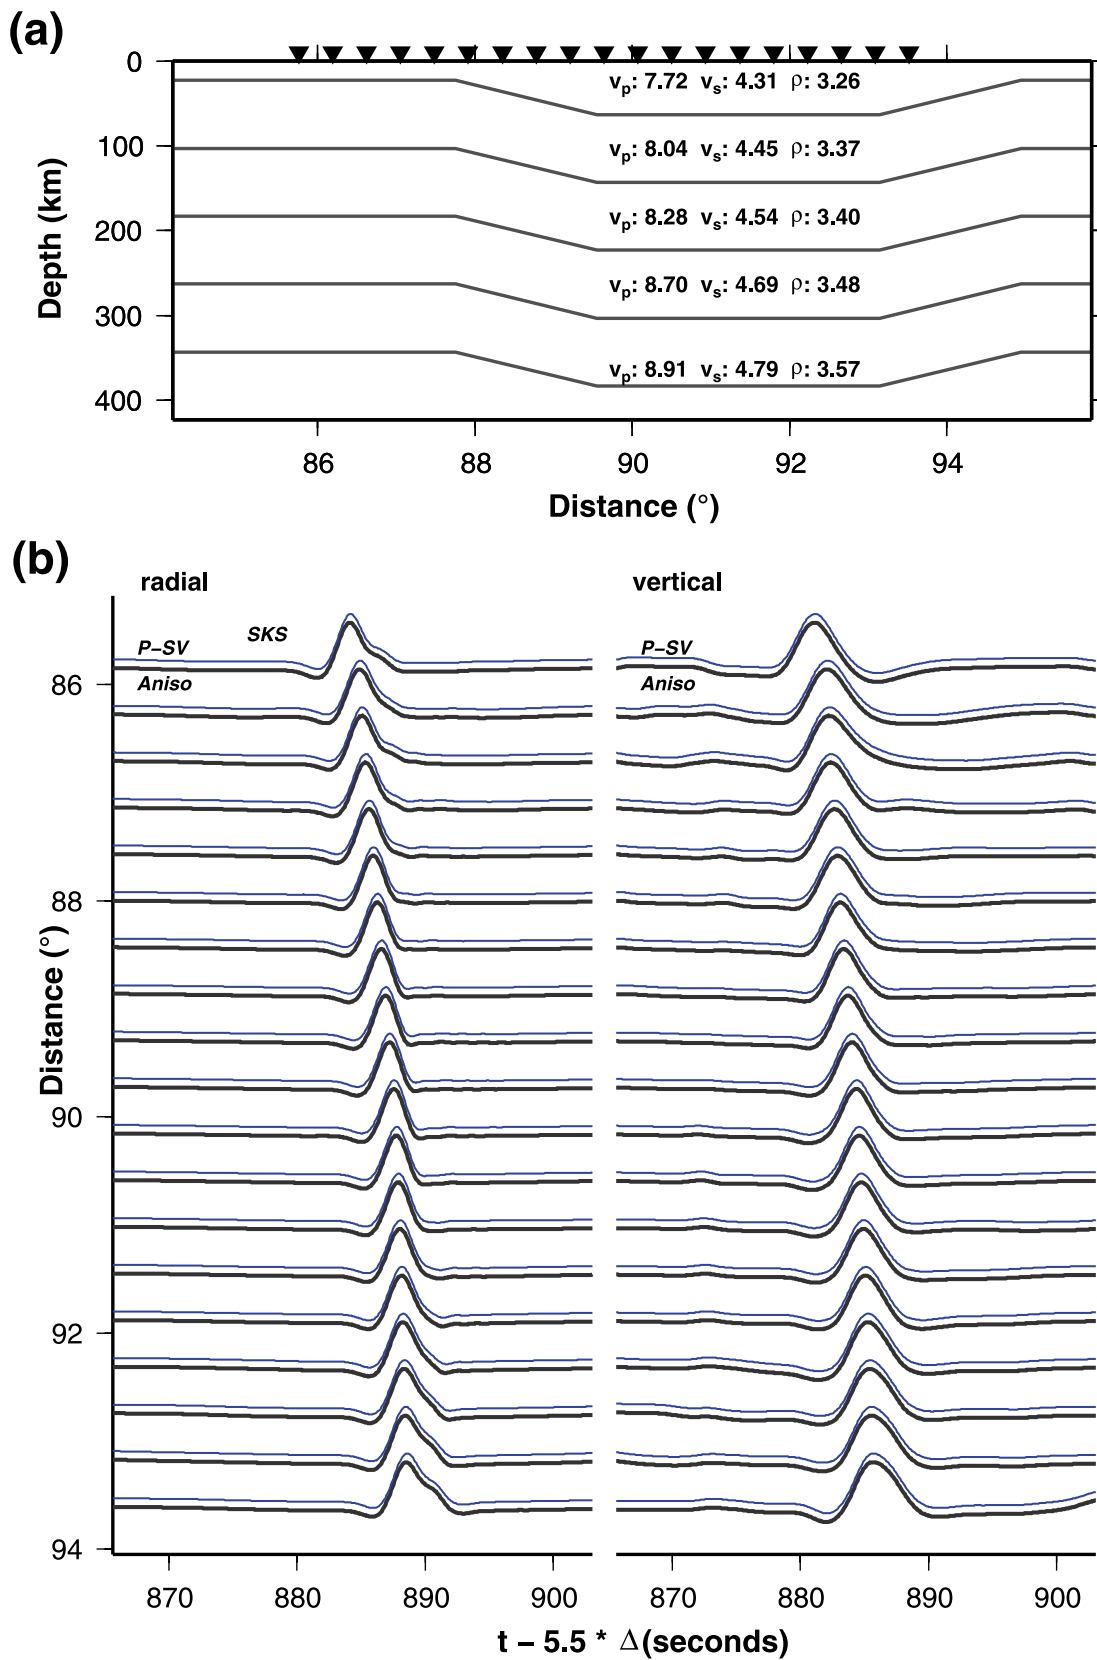 (a)
0
100
200
300
400
Depth (km)
vp: 7.72 vs: 4.31 ρ: 3.26
vp: 8.04 vs: 4.45 ρ: 3.37
vp: 8.28 vs: 4.54 ρ: 3.40
vp: 8.70 vs: 4.69 ρ: 3.48
vp: 8.91 vs: 4.79 ρ: 3.57
86 88 90 92 94
Distance (°)
(b)
radial vertical
P–SV SKS P–SV
Aniso Aniso
86
88
90
92
94
Distance (°)
870 880 890 900 870 880 890 900
t – 5.5 * Δ(seconds)